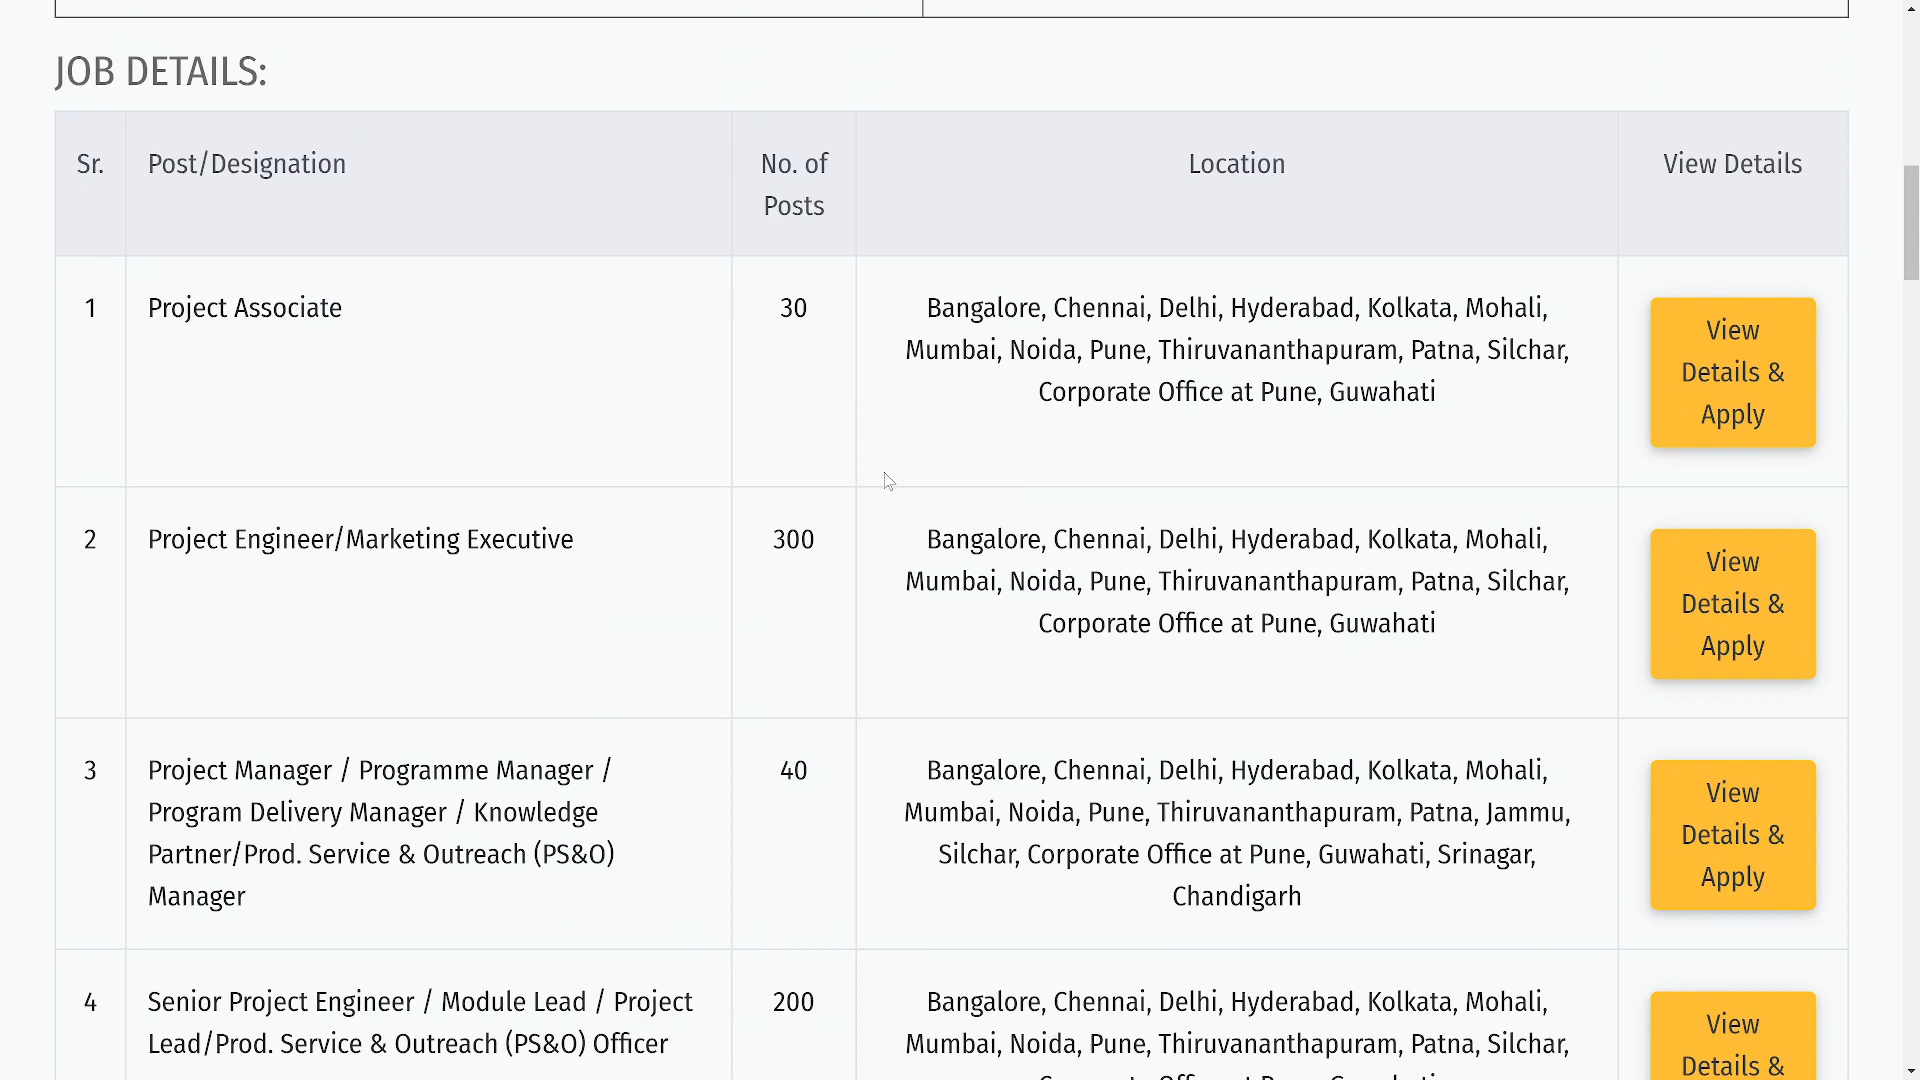 JOB DETAILS:
Sr.
Post/Designation
No. of
Posts
Location
View Details
1
Project Associate
30
Bangalore, Chennai, Delhi, Hyderabad, Kolkata, Mohali,
Mumbai, Noida, Pune, Thiruvananthapuram, Patna, Silchar,
Corporate Office at Pune, Guwahati
View
Details &
Apply
2
Project Engineer/Marketing Executive
300
Bangalore, Chennai, Delhi, Hyderabad, Kolkata, Mohali,
Mumbai, Noida, Pune, Thiruvananthapuram, Patna, Silchar,
Corporate Office at Pune, Guwahati
View
Details &
Apply
3
Project Manager / Programme Manager /
Program Delivery Manager / Knowledge
Partner/Prod. Service & Outreach (PS&O)
Manager
40
Bangalore, Chennai, Delhi, Hyderabad, Kolkata, Mohali,
Mumbai, Noida, Pune, Thiruvananthapuram, Patna, Jammu,
Silchar, Corporate Office at Pune, Guwahati, Srinagar,
Chandigarh
View
Details &
Apply
4
Senior Project Engineer / Module Lead / Project
Lead/Prod. Service & Outreach (PS&O) Officer
200
Bangalore, Chennai, Delhi, Hyderabad, Kolkata, Mohali,
Mumbai, Noida, Pune, Thiruvananthapuram, Patna, Silchar,
View
Details &